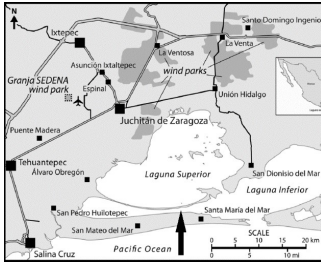 N
Santo Domingo Ingenio
Ixtepec
La Ventosa
La Venta
Asunción Ixtaltepec
wind parks
Granja SEDENA
wind park
Espinal
Unión Hidalgo
Mexico
Juchitán de Zaragoza
Puente Madera
Tehuantepec
Álvaro Obregón
Laguna Superior
San Dionisio del Mar
Laguna Inferior
San Pedro Huilotepec
Santa María del Mar
San Mateo del Mar
SCALE
0 5 10 15 20 km
Pacific Ocean
0 5 10 mi
Salina Cruz